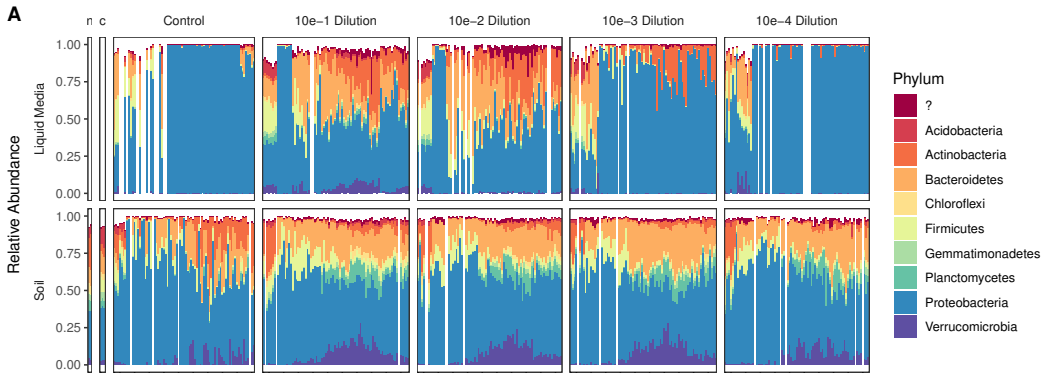 A
n c Control 10e−1 Dilution 10e−2 Dilution 10e−3 Dilution 10e−4 Dilution
Relative Abundance
Liquid Media
1.00
0.75
0.50
0.25
0.00
Soil
1.00
0.75
0.50
0.25
0.00
Phylum
?
Acidobacteria
Actinobacteria
Bacteroidetes
Chloroflexi
Firmicutes
Gemmatimonadetes
Planctomycetes
Proteobacteria
Verrucomicrobia